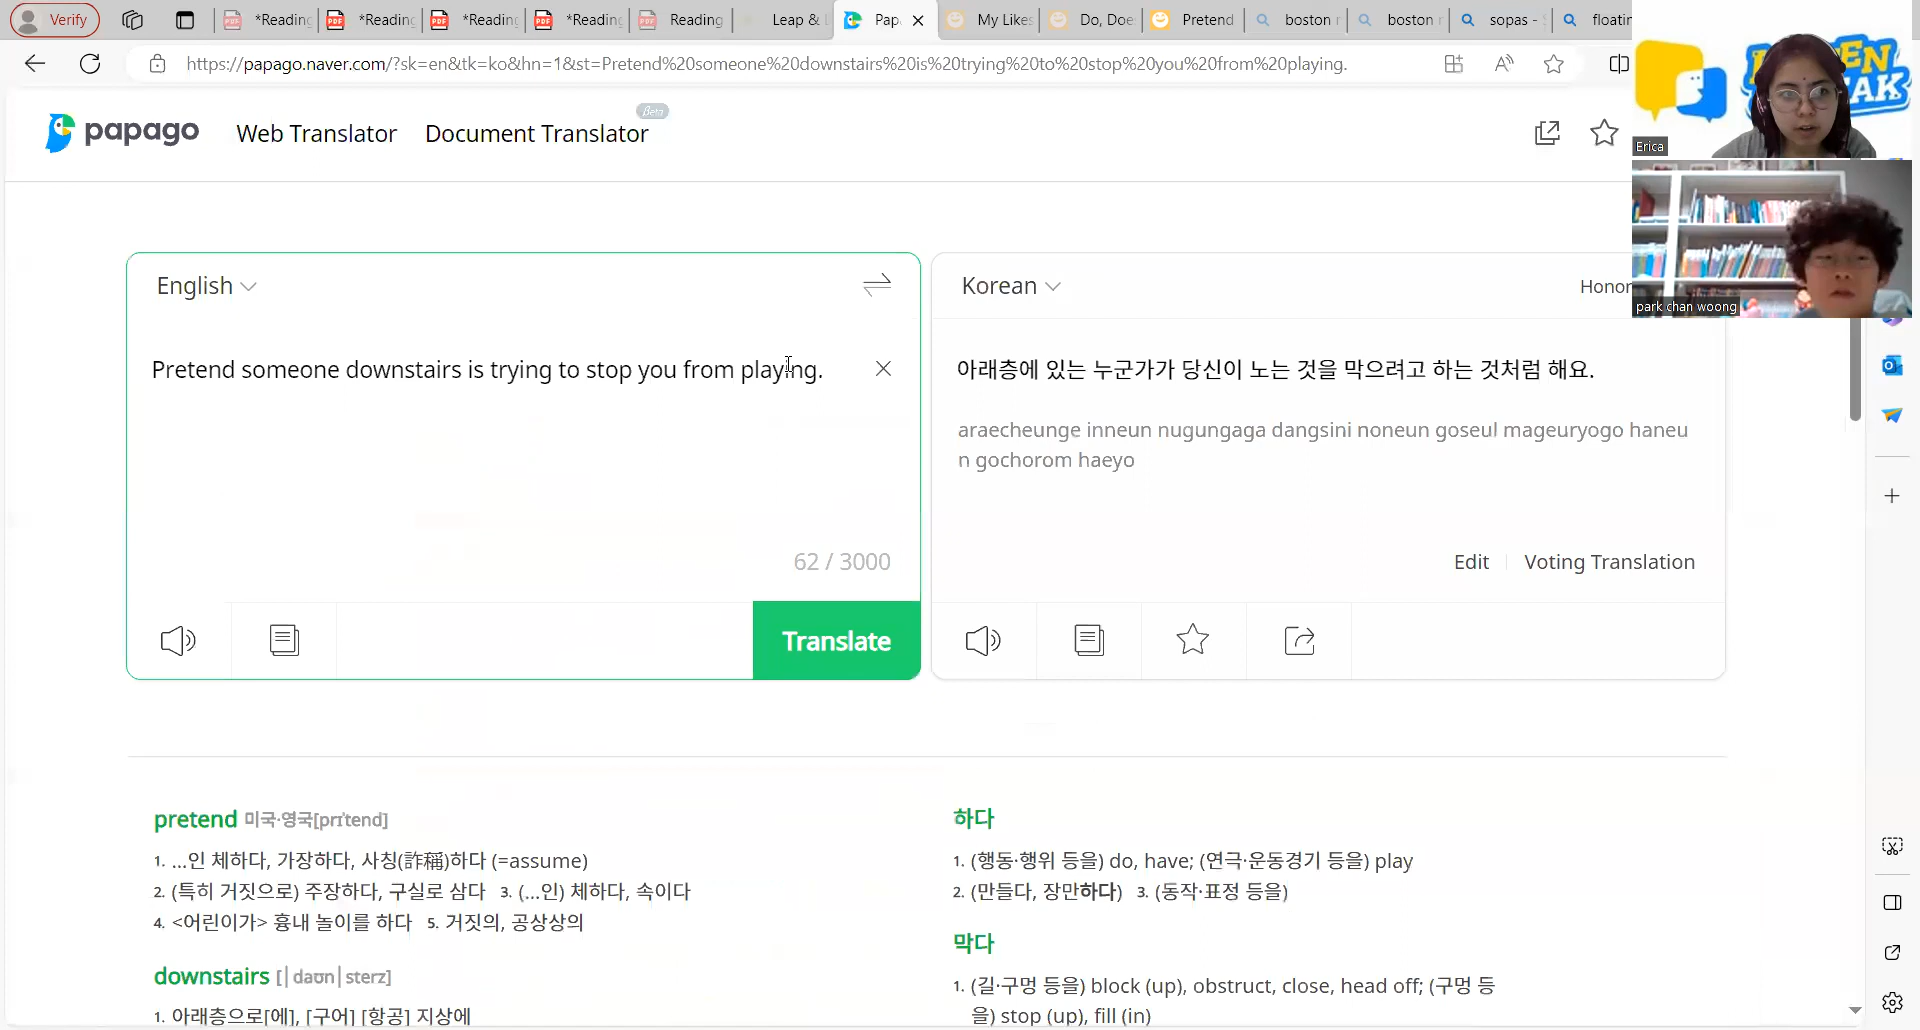 Verify
*Reading
*Reading
*Reading
*Reading
Reading
Leap &
Pap
My Likes
Do, Doe
Pretend
boston r
boston r
sopas -
floatin
https://papago.naver.com/?sk=en&tk=ko&hn=1&st=Pretend%20someone%20downstairs%20is%20trying%20to%20stop%20you%20from%20playing.
papago
Web Translator
Document Translator
Beta
Erica
park chan woong
English
Korean
Honor
Pretend someone downstairs is trying to stop you from playing.
아래층에 있는 누군가가 당신이 노는 것을 막으려고 하는 것처럼 해요.
araecheunge inneun nugungaga dangsini noneun goseul mageuryogo haneu
n gochorom haeyo
62 / 3000
Edit
Voting Translation
Translate
pretend 미국·영국[prɪˈtend]
1. ...인 체하다, 가장하다, 사칭(詐稱)하다 (=assume)
2. (특히 거짓으로) 주장하다, 구실로 삼다 3. (...인) 체하다, 속이다
4. <어린이가> 흉내 놀이를 하다 5. 거짓의, 공상상의
downstairs [|daʊn|sterz]
1. 아래층으로[에], [구어] [항공] 지상에
하다
1. (행동·행위 등을) do, have; (연극·운동경기 등을) play
2. (만들다, 장만하다) 3. (동작·표정 등을)
막다
1. (길·구멍 등을) block (up), obstruct, close, head off; (구멍 등
을) stop (up), fill (in)